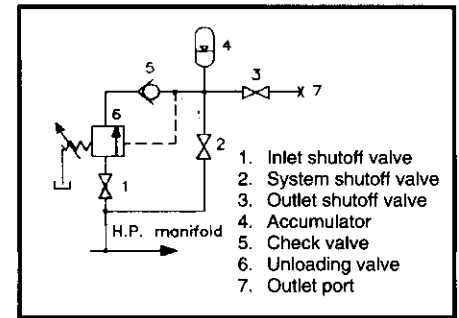 4
5
3
7
6
2
1
H.P. manifold
1. Inlet shutoff valve
2. System shutoff valve
3. Outlet shutoff valve
4. Accumulator
5. Check valve
6. Unloading valve
7. Outlet port